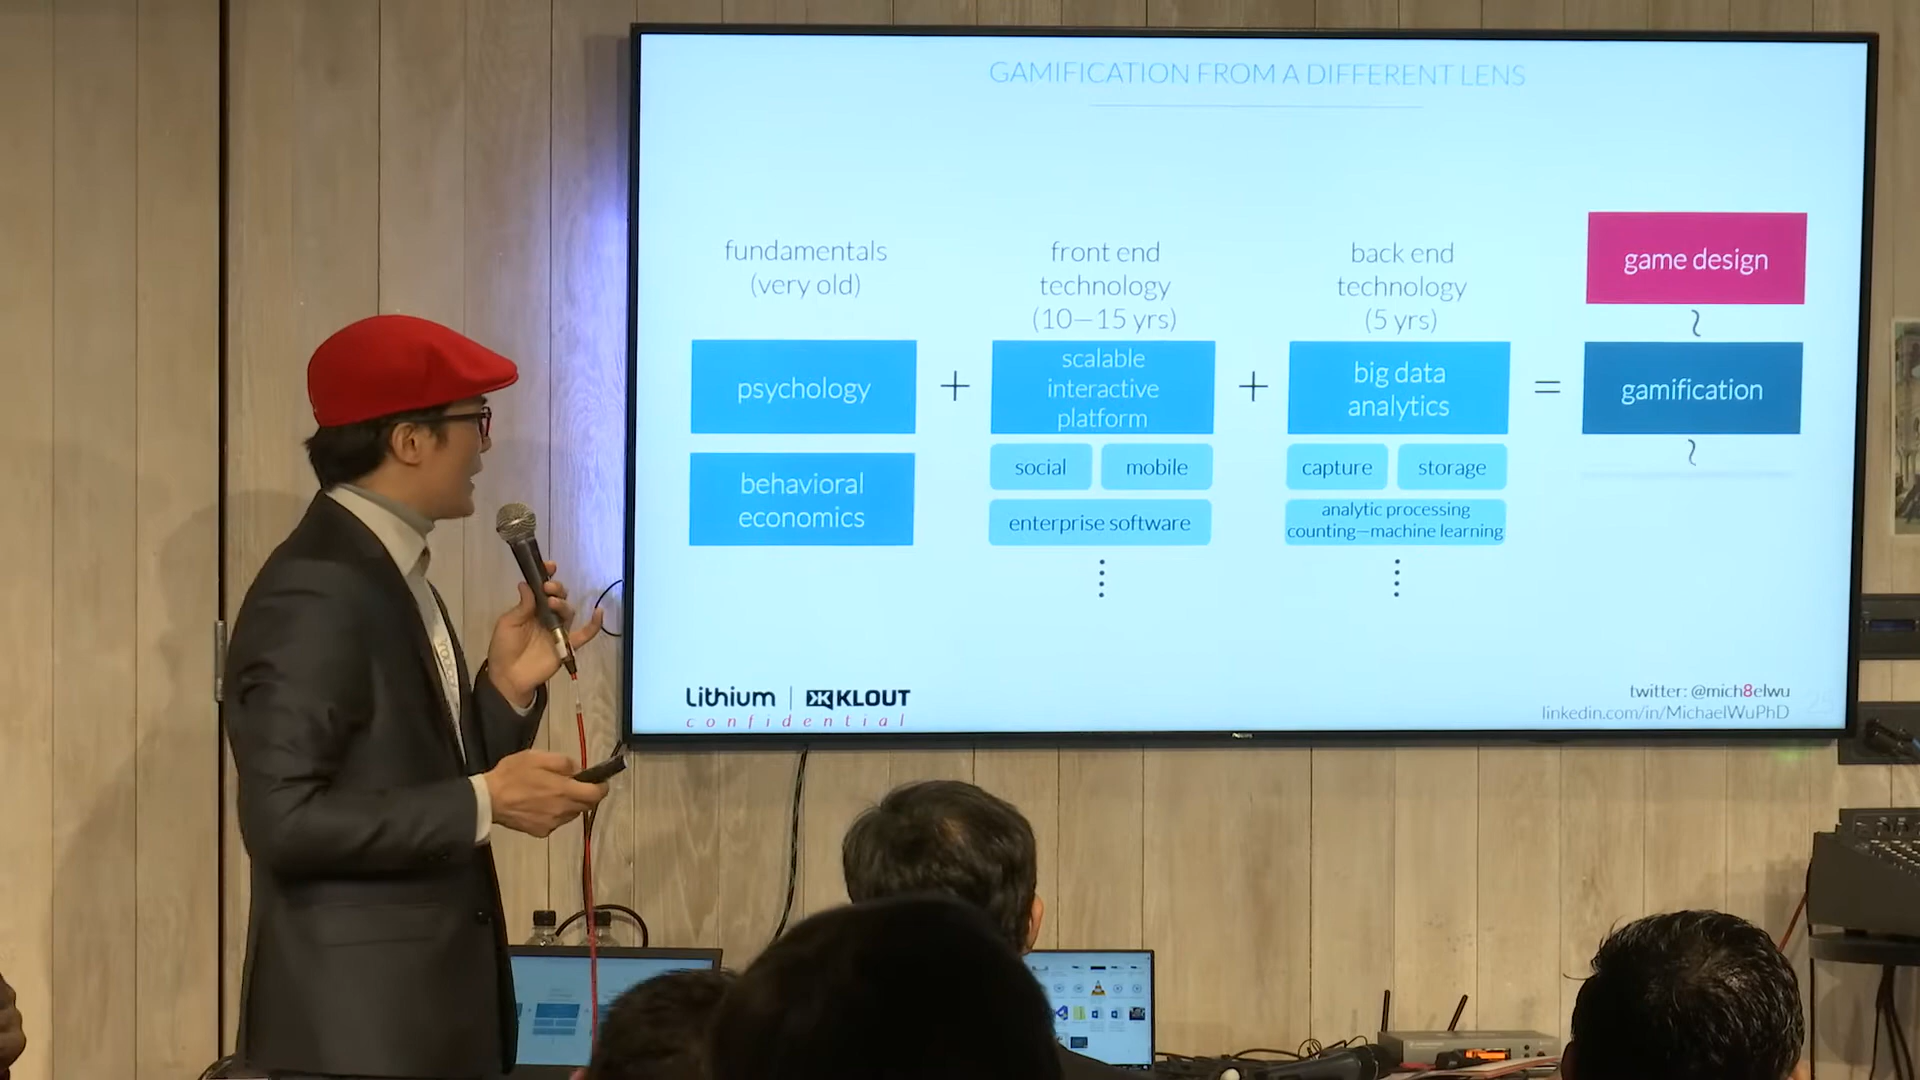 GAMIFICATION FROM A DIFFERENT LENS
fundamentals
(very old)
psychology
behavioral
economics
+
front end
technology
(10—15 yrs)
scalable
interactive
platform
social
mobile
enterprise software
+
back end
technology
(5 yrs)
big data
analytics
capture
storage
analytic processing
counting—machine learning
=
game design
~
gamification
~
Lithium | KLOUT
confidential
twitter: @mich8elwu
linkedin.com/in/MichaelWuPhD
PHILIPS